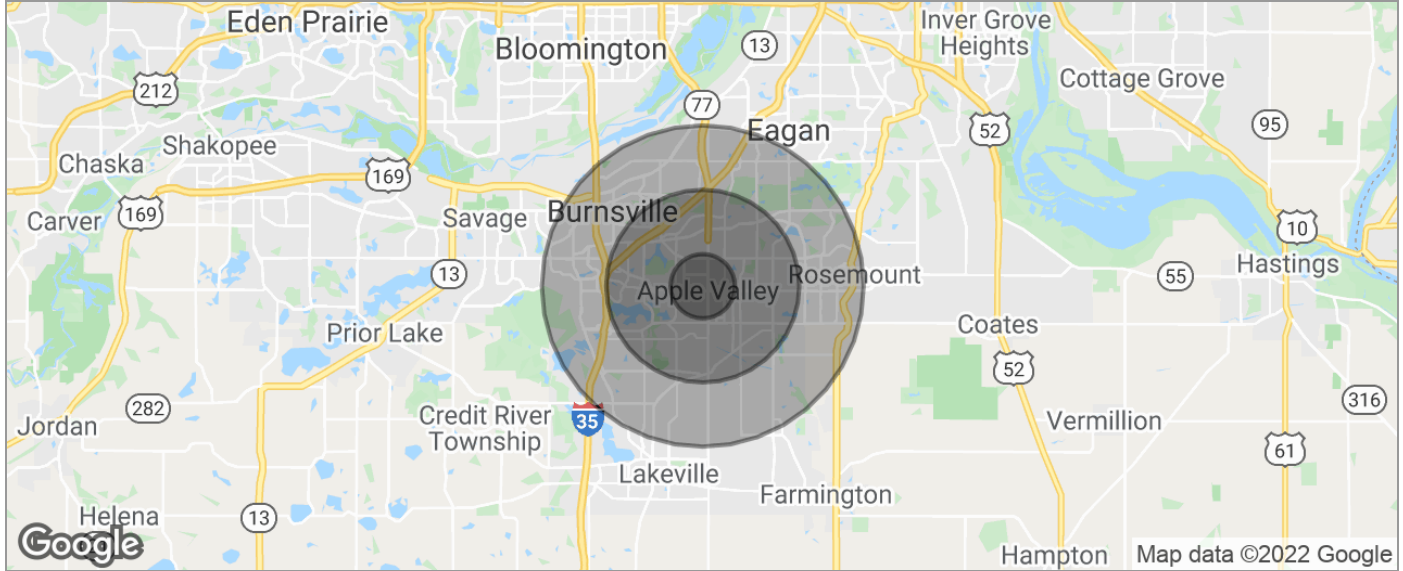 Eden Prairie
Bloomington
13
Inver Grove
Heights
Cottage Grove
212
77
Eagan
52
95
Shakopee
Chaska
169
169
Carver
Savage
Burnsville
10
13
Apple Valley
Rosemount
55
Hastings
Prior Lake
Coates
52
282
Jordan
Credit River
Township
35
Vermillion
316
61
Lakeville
Farmington
Helena
13
Google
Hampton
Map data ©2022 Google